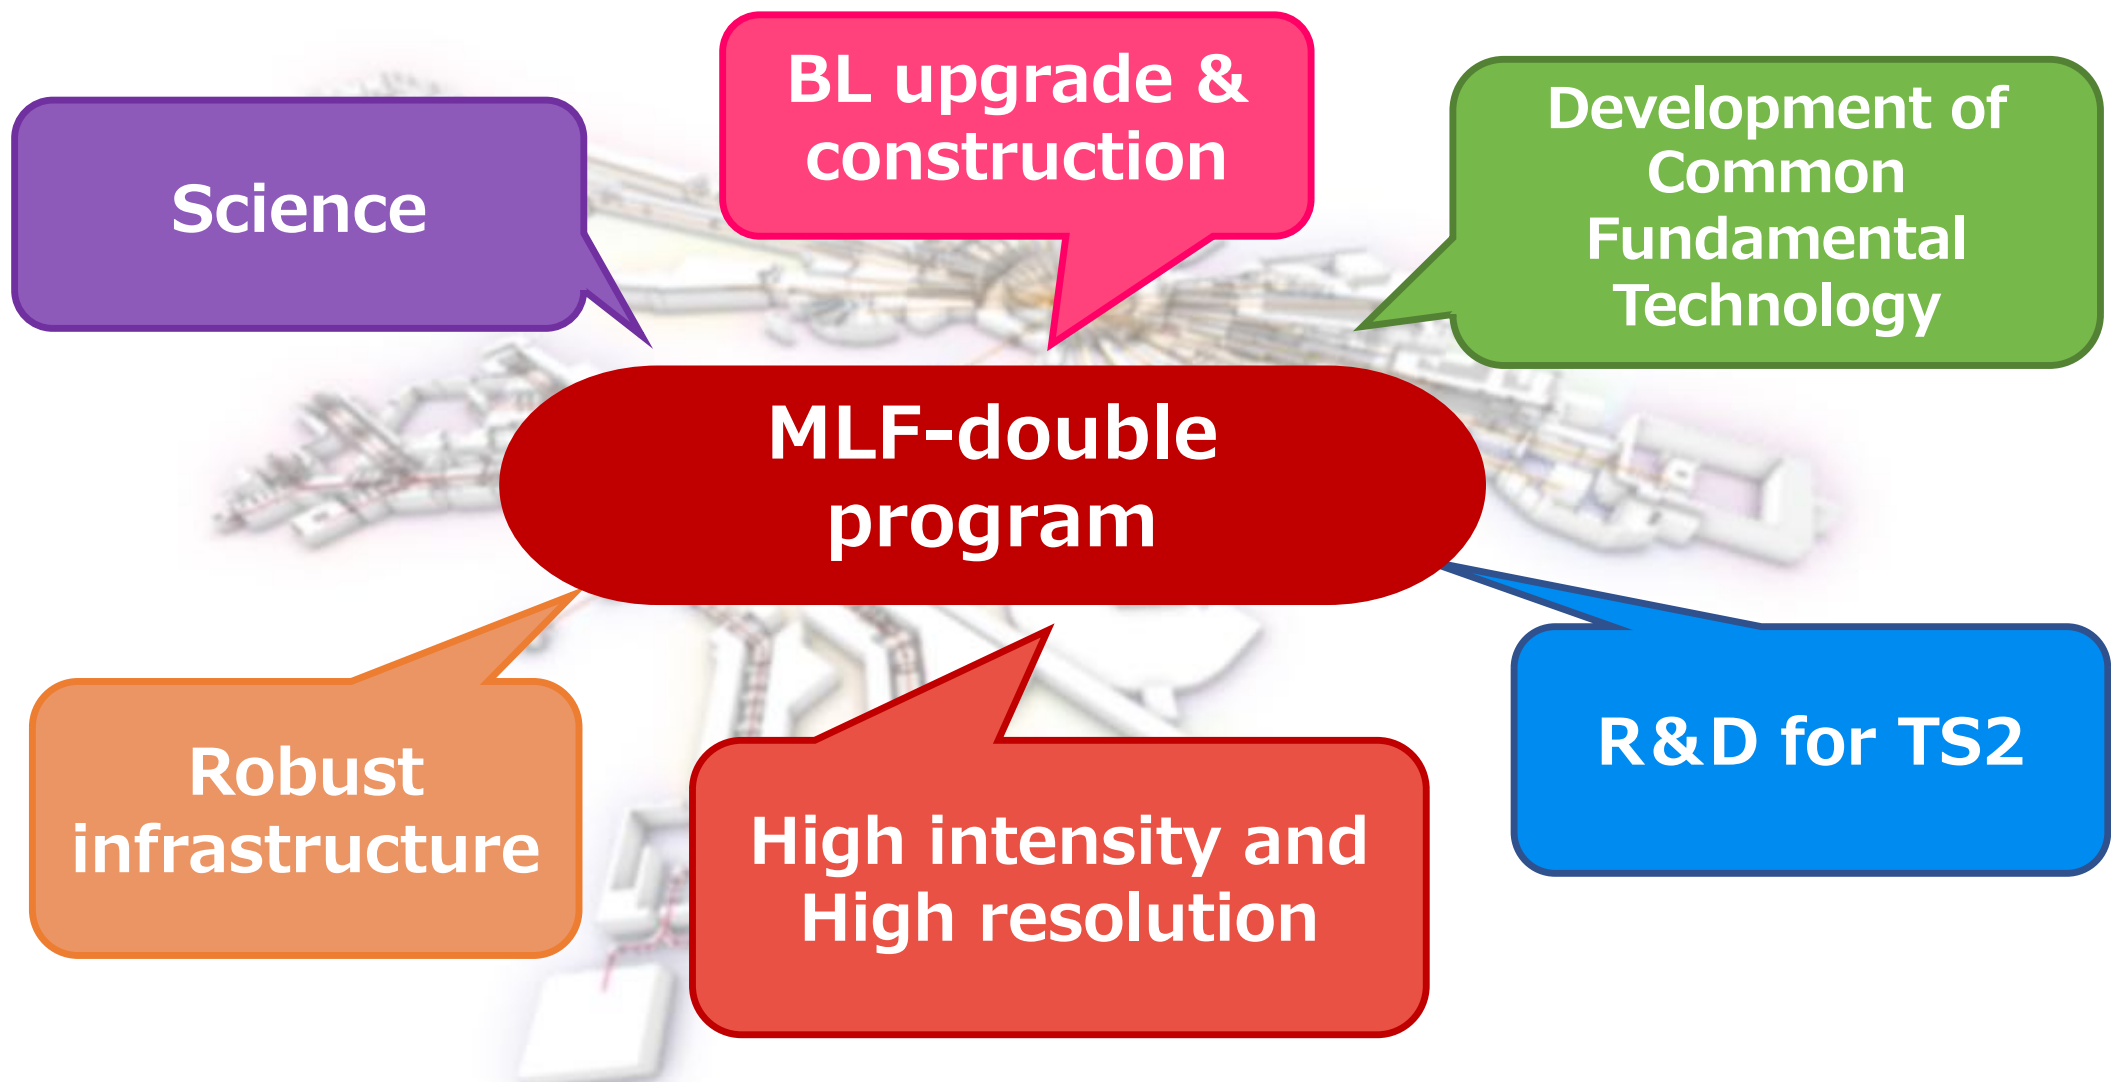 BL upgrade &
construction
Development of
Common
Fundamental
Technology
Science
MLF-double
program
Robust
infrastructure
High intensity and
High resolution
R&D for TS2